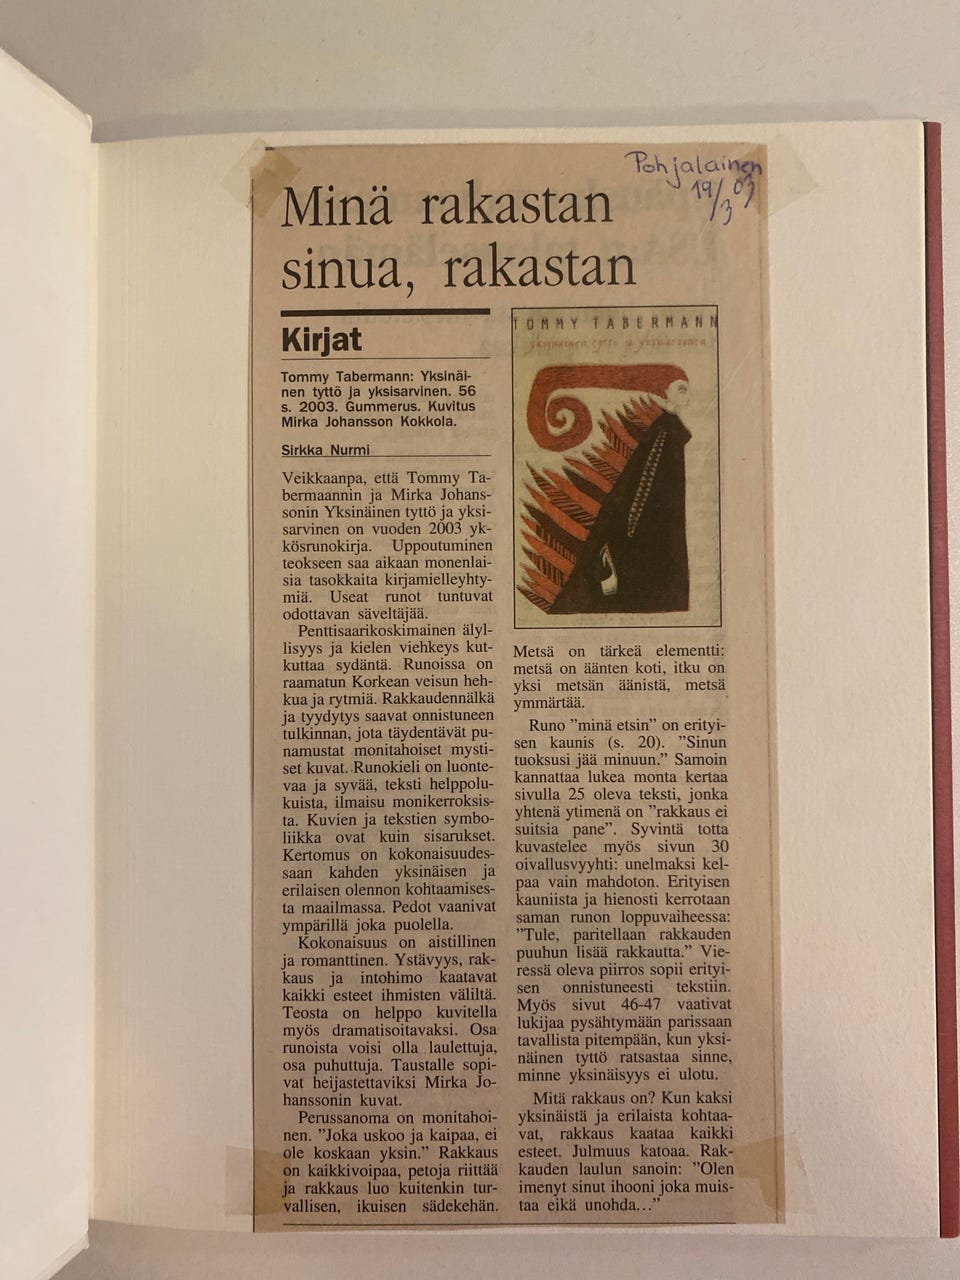 Pohjalainen
19/3 03
Minä rakastan
sinua, rakastan
Kirjat
Tommy Tabermann: Yksinäi-
nen tyttö ja yksisarvinen. 56
s. 2003. Gummerus. Kuvitus
Mirka Johansson Kokkola.
Sirkka Nurmi
Veikkaanpa, että Tommy Ta-
bermaannin ja Mirka Johans-
sonin Yksinäinen tyttö ja yksi-
sarvinen on vuoden 2003 yk-
kösrunokirja. Uppoutuminen
teokseen saa aikaan monenlai-
sia tasokkaita kirjamielleyhty-
miä. Useat runot tuntuvat
odottavan säveltäjää.
Penttisaarikoskimainen älyl-
lisyys ja kielen viehkeys kut-
kuttaa sydäntä. Runoissa on
raamatun Korkean veisun heh-
kua ja rytmiä. Rakkaudennälkä
ja tyydytys saavat onnistuneen
tulkinnan, jota täydentävät pu-
namustat monitahoiset mysti-
set kuvat. Runokieli on luonte-
vaa ja syvää, teksti helppolu-
kuista, ilmaisu monikerroksis-
ta. Kuvien ja tekstien symbo-
liikka ovat kuin sisarukset.
Kertomus on kokonaisuudes-
saan kahden yksinäisen ja
erilaisen olennon kohtaamises-
ta maailmassa. Pedot vaanivat
ympärillä joka puolella.
Kokonaisuus on aistillinen
ja romanttinen. Ystävyys, rak-
kaus ja intohimo kaatavat
kaikki esteet ihmisten väliltä.
Teosta on helppo kuvitella
myös dramatisoitavaksi. Osa
runoista voisi olla laulettuja,
osa puhuttuja. Taustalle sopi-
vat heijastettaviksi Mirka Jo-
hanssonin kuvat.
Perussanoma on monitahoi-
nen. ”Joka uskoo ja kaipaa, ei
ole koskaan yksin.” Rakkaus
on kaikkivoipaa, petoja riittää
ja rakkaus luo kuitenkin tur-
vallisen, ikuisen sädekehän.
TOMMY TABERMANN
yksinäinen tyttö ja yksisarvinen
Metsä on tärkeä elementti:
metsä on äänten koti, itku on
yksi metsän äänistä, metsä
ymmärtää.
Runo ”minä etsin” on erityi-
sen kaunis (s. 20). ”Sinun
tuoksusi jää minuun.” Samoin
kannattaa lukea monta kertaa
sivulla 25 oleva teksti, jonka
yhtenä ytimenä on ”rakkaus ei
suitsia pane”. Syvintä totta
kuvastelee myös sivun 30
oivallusvyyhti: unelmaksi kel-
paa vain mahdoton. Erityisen
kauniista ja hienosti kerrotaan
saman runon loppuvaiheessa:
”Tule, paritellaan rakkauden
puuhun lisää rakkautta.” Vie-
ressä oleva piirros sopii erityi-
sen onnistuneesti tekstiin.
Myös sivut 46-47 vaativat
lukijaa pysähtymään parissaan
tavallista pitempään, kun yksi-
näinen tyttö ratsastaa sinne,
minne yksinäisyys ei ulotu.
Mitä rakkaus on? Kun kaksi
yksinäistä ja erilaista kohtaa-
vat, rakkaus kaataa kaikki
esteet. Julmuus katoaa. Rak-
kauden laulun sanoin: ”Olen
imenyt sinut ihooni joka muis-
taa eikä unohda...”